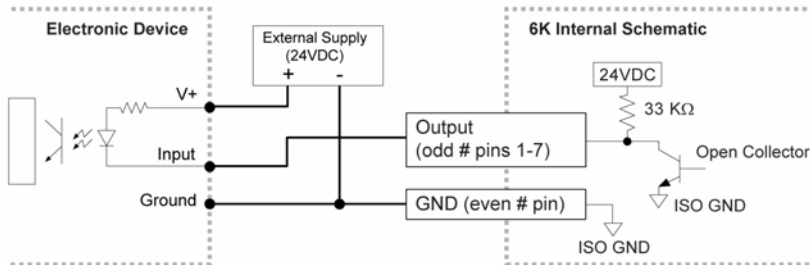 Electronic Device
External Supply
(24VDC)
+ -
6K Internal Schematic
24VDC
V+
33 KΩ
Output
(odd # pins 1-7)
Open Collector
Input
ISO GND
Ground
GND (even # pin)
ISO GND